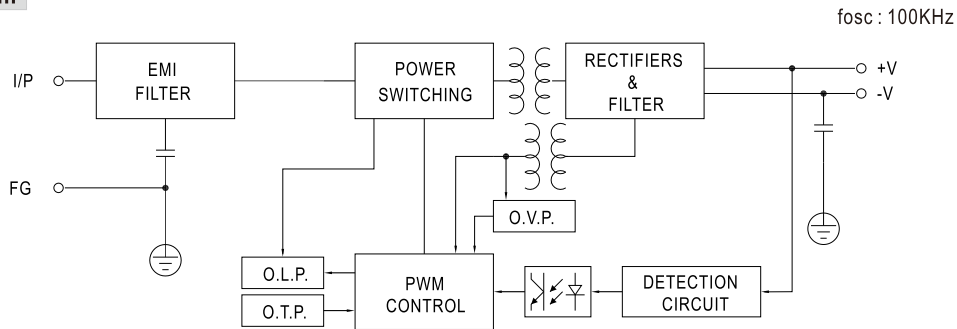 fosc : 100KHz
I/P
EMI
FILTER
POWER
SWITCHING
RECTIFIERS
&
FILTER
+V
-V
FG
O.V.P.
O.L.P.
O.T.P.
PWM
CONTROL
DETECTION
CIRCUIT